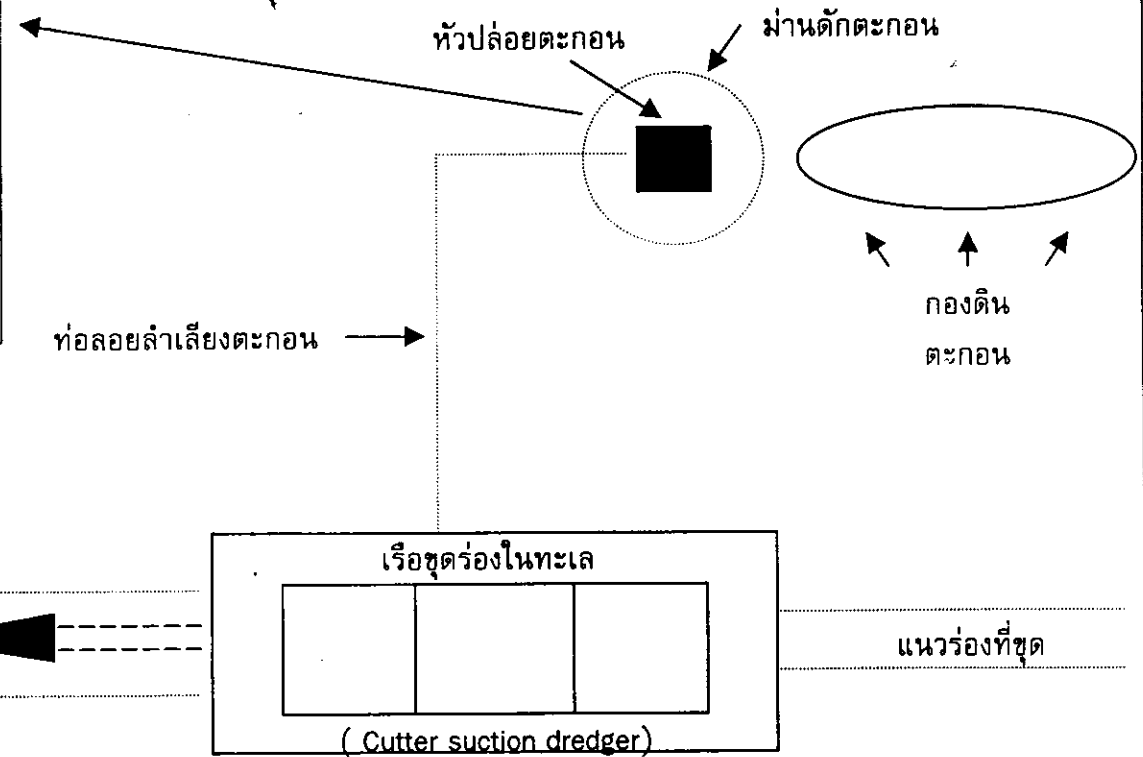 หัวปล่อยตะกอน
ม่านดักตะกอน
กองดิน
ตะกอน
ท่อลอยลำเลียงตะกอน
เรือขุดร่องในทะเล
แนวร่องที่ขุด
( Cutter suction dredger)